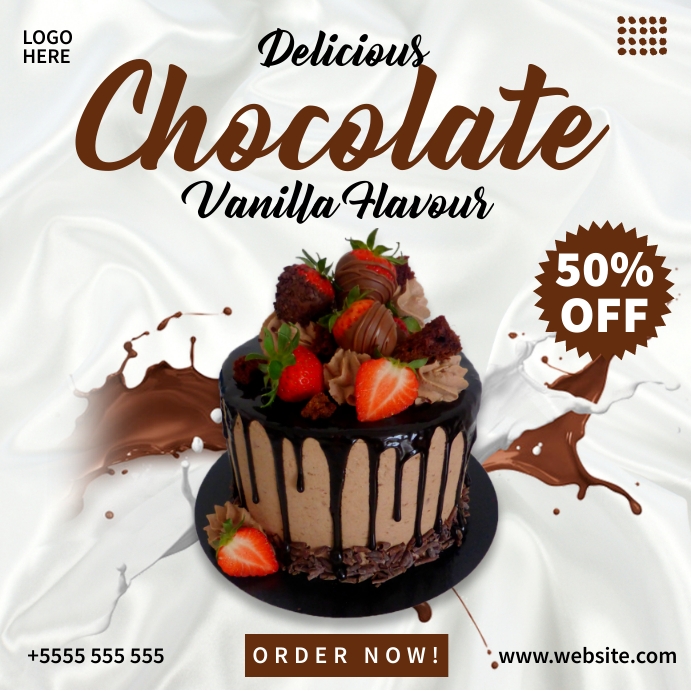 LOGO
HERE
Delicious
Chocolate
Vanilla Flavour
50%
OFF
+5555 555 555
ORDER NOW!
www.website.com